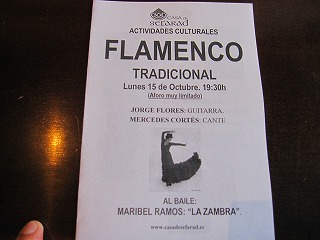 CASA de
sefarad
ACTIVIDADES CULTURALES
FLAMENCO
TRADICIONAL
Lunes 15 de Octubre. 19:30h
(Aforo muy limitado)
JORGE FLORES: GUITARRA.
MERCEDES CORTÉS: CANTE
AL BAILE:
MARIBEL RAMOS: "LA ZAMBRA".
www.casadesefarad.es